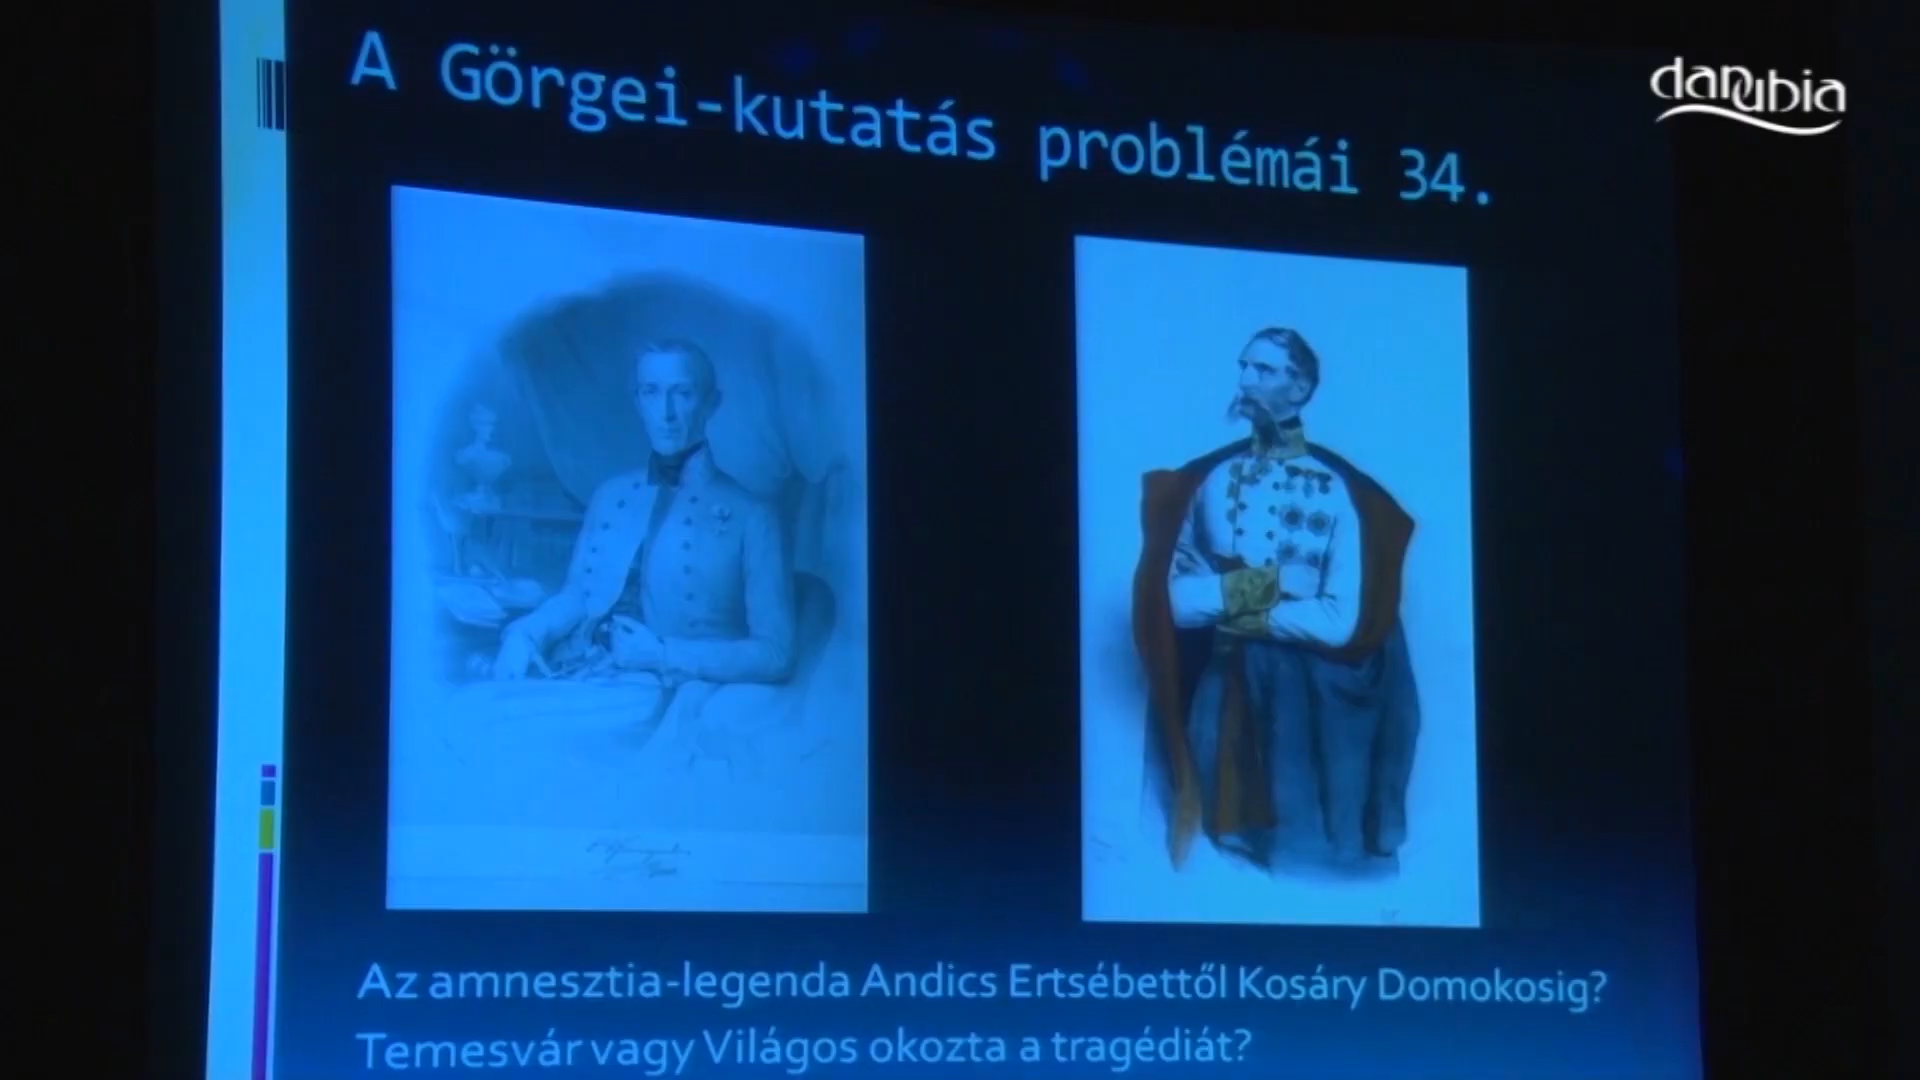 A Görgei-kutatás problémái 34.
danubia
Az amnesztia-legenda Andics Ertsébettől Kosáry Domokosig?
Temesvár vagy Világos okozta a tragédiát?